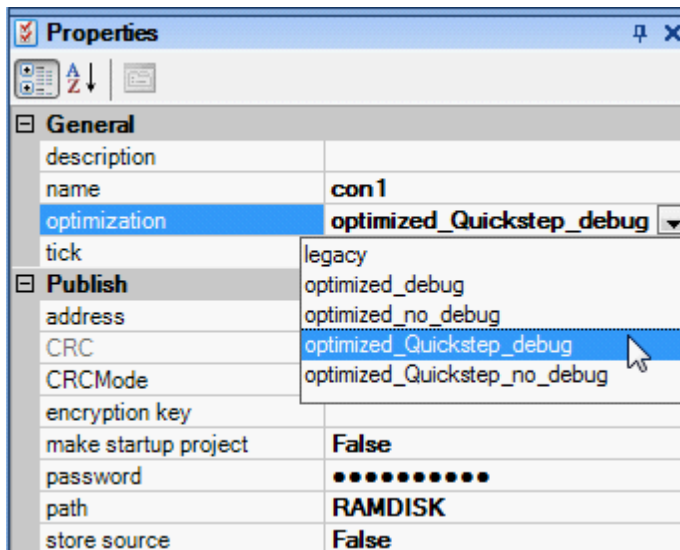 Properties
A
Z
General
description
name con1
optimization optimized_Quickstep_debug
tick legacy
optimized_debug
Publish
optimized_no_debug
address
optimized_Quickstep_debug
CRC
optimized_Quickstep_no_debug
CRCMode
encryption key
make startup project False
password ●●●●●●●●●●
path RAMDISK
store source False